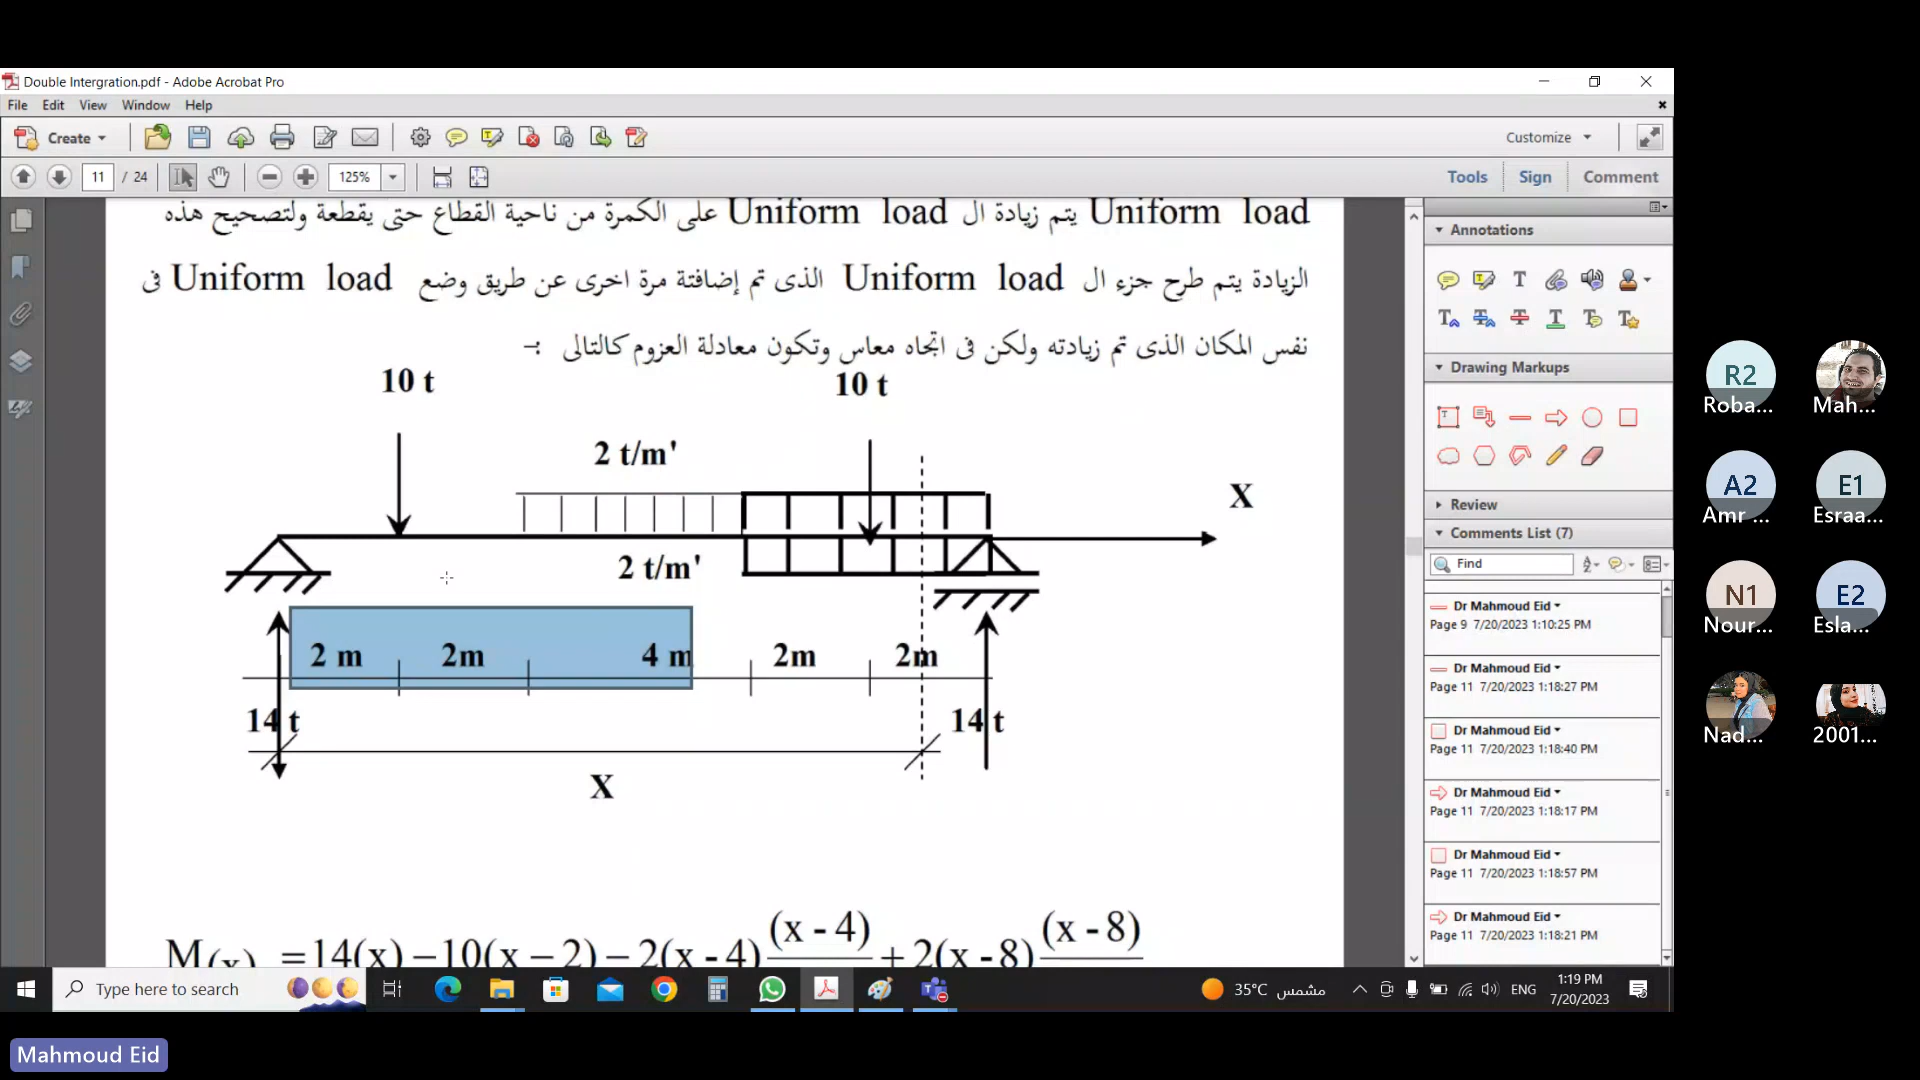 Double Intergration.pdf - Adobe Acrobat Pro
File Edit View Window Help
Create
Customize
11 / 24
125%
Tools Sign Comment
Uniform load يتم زيادة ال Uniform load على الكمرة من ناحية القطاع حتى يقطعة ولتصحيح هذه
الزيادة يتم طرح جزء ال Uniform load الذى تم إضافتة مرة اخرى عن طريق وضع Uniform load فى
نفس المكان الذى تم زيادته ولكن فى اتجاه معاس وتكون معادلة العزوم كالتالى :-
10 t 10 t
2 t/m'
X
2 t/m'
2 m 2m 4 m 2m 2m
14 t 14 t
X
(x - 4) (x - 8)
M(x) =14(x) −10(x − 2) − 2(x - 4) + 2(x - 8)
Annotations
Drawing Markups
Review
Comments List (7)
Find
Dr Mahmoud Eid
Page 9 7/20/2023 1:10:25 PM
Dr Mahmoud Eid
Page 11 7/20/2023 1:18:27 PM
Dr Mahmoud Eid
Page 11 7/20/2023 1:18:40 PM
Dr Mahmoud Eid
Page 11 7/20/2023 1:18:17 PM
Dr Mahmoud Eid
Page 11 7/20/2023 1:18:57 PM
Dr Mahmoud Eid
Page 11 7/20/2023 1:18:21 PM
R2
Roba... Mah...
A2 E1
Amr ... Esraa...
N1 E2
Nour... Esla...
Nad... 2001...
Type here to search
35°C مشمس
ENG
1:19 PM
7/20/2023
Mahmoud Eid